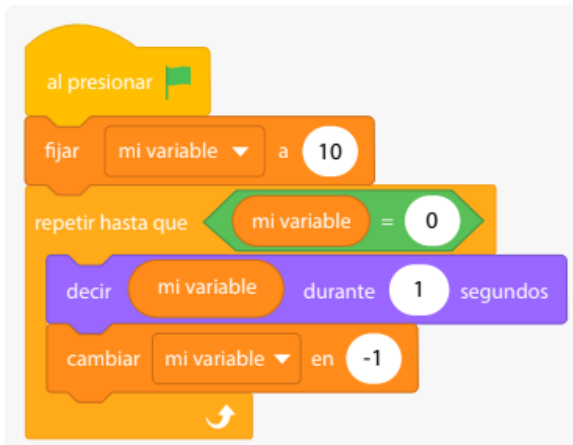 al presionar
fijar mi variable a 10
repetir hasta que mi variable = 0
decir mi variable durante 1 segundos
cambiar mi variable en -1